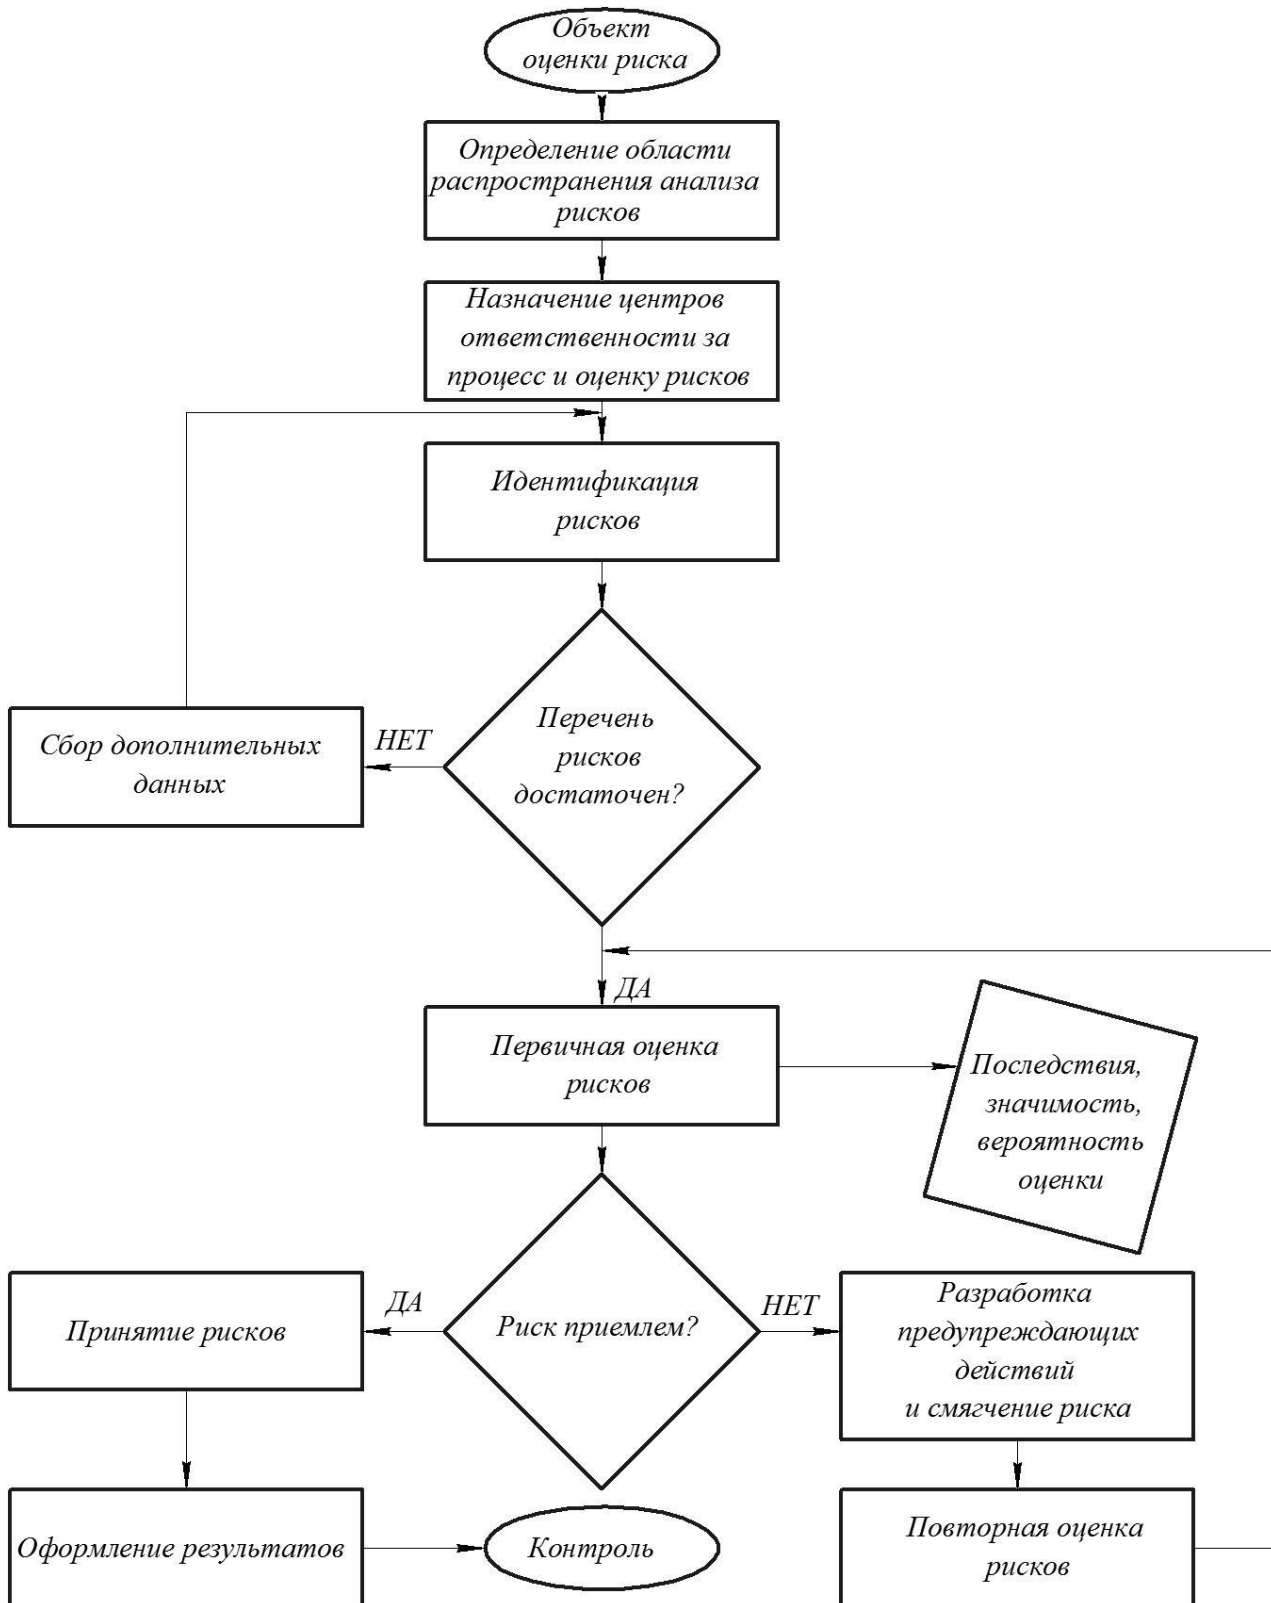 Объект
оценки риска
Определение области
распространения анализа
рисков
Назначение центров
ответственности за
процесс и оценку рисков
Идентификация
рисков
Перечень
рисков
достаточен?
НЕТ
Сбор дополнительных
данных
ДА
Первичная оценка
рисков
Последствия,
значимость,
вероятность
оценки
Риск приемлем?
ДА
Принятие рисков
НЕТ
Разработка
предупреждающих
действий
и смягчение риска
Оформление результатов
Контроль
Повторная оценка
рисков